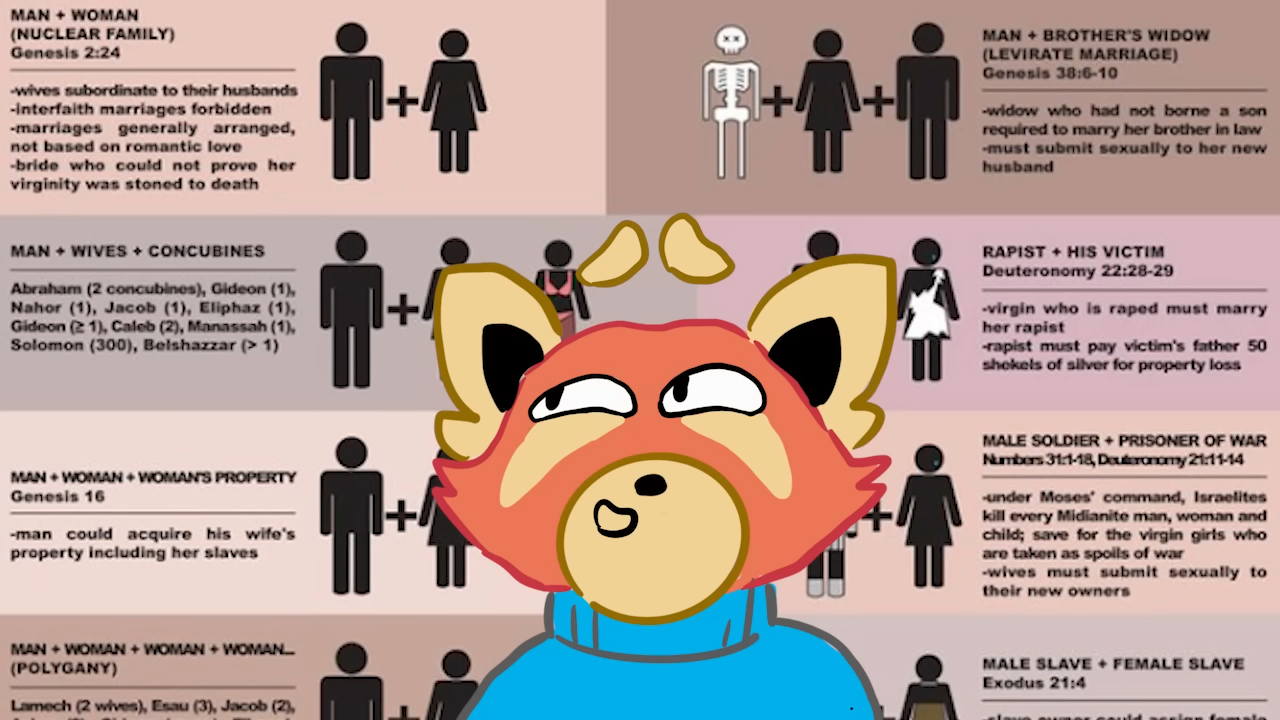 MAN + WOMAN
(NUCLEAR FAMILY)
Genesis 2:24
-wives subordinate to their husbands
-interfaith marriages forbidden
-marriages generally arranged,
not based on romantic love
-bride who could not prove her
virginity was stoned to death
MAN + BROTHER'S WIDOW
(LEVIRATE MARRIAGE)
Genesis 38:6-10
-widow who had not borne a son
required to marry her brother in law
-must submit sexually to her new
husband
MAN + WIVES + CONCUBINES
Abraham (2 concubines), Gideon (1),
Nahor (1), Jacob (1), Eliphaz (1),
Gideon (≥ 1), Caleb (2), Manassah (1),
Solomon (300), Belshazzar (> 1)
RAPIST + HIS VICTIM
Deuteronomy 22:28-29
-virgin who is raped must marry
her rapist
-rapist must pay victim's father 50
shekels of silver for property loss
MAN + WOMAN + WOMAN'S PROPERTY
Genesis 16
-man could acquire his wife's
property including her slaves
MALE SOLDIER + PRISONER OF WAR
Numbers 31:1-18, Deuteronomy 21:11-14
-under Moses' command, Israelites
kill every Midianite man, woman and
child; save for the virgin girls who
are taken as spoils of war
-wives must submit sexually to
their new owners
MAN + WOMAN + WOMAN + WOMAN...
(POLYGANY)
Lamech (2 wives), Esau (3), Jacob (2),
MALE SLAVE + FEMALE SLAVE
Exodus 21:4
-slave owner could assign female